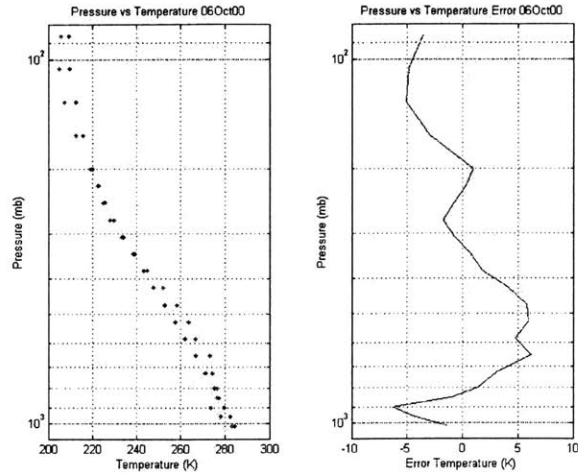 Pressure vs Temperature 06Oct00
10²
Pressure (mb)
10³
200 220 240 260 280 300
Temperature (K)
Pressure vs Temperature Error 06Oct00
10²
Pressure (mb)
10³
-10 -5 0 5 10
Error Temperature (K)